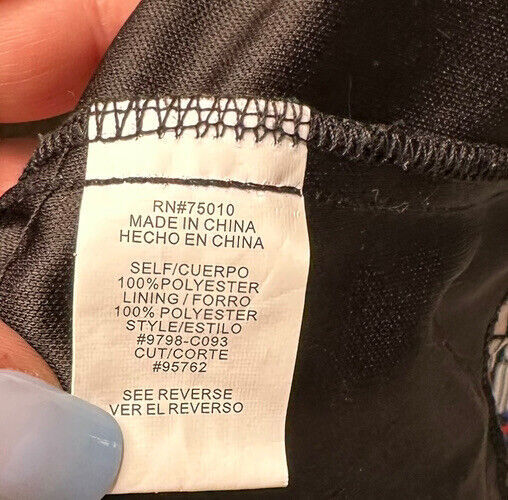 RN#75010
MADE IN CHINA
HECHO EN CHINA
SELF/CUERPO
100%POLYESTER
LINING/FORRO
100%POLYESTER
STYLE/ESTILO
#9798-C093
CUT/CORTE
#95762
SEE REVERSE
VER EL REVERSO